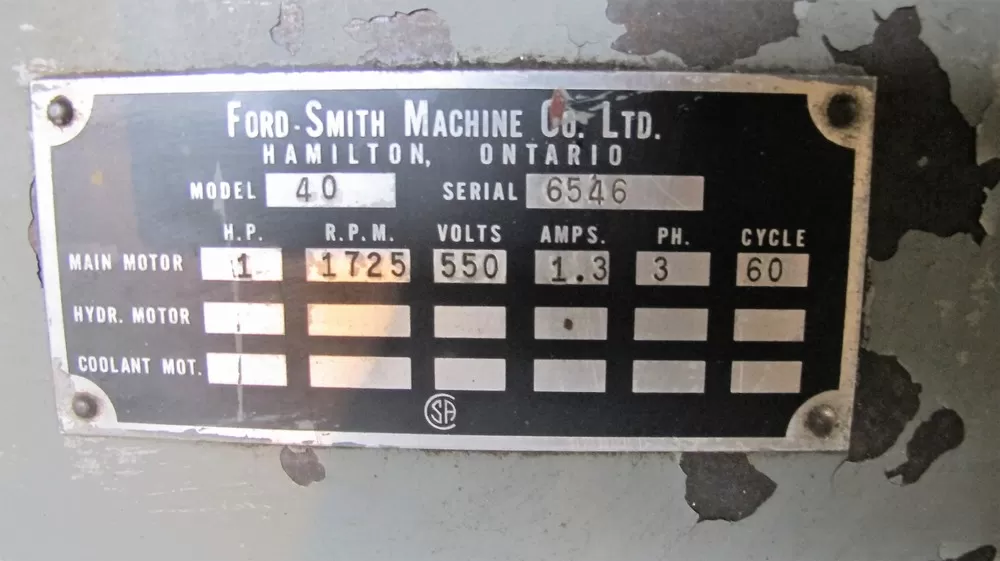 FORD-SMITH MACHINE CO. LTD.
HAMILTON, ONTARIO
MODEL 40 SERIAL 6546
H.P. R.P.M. VOLTS AMPS. PH. CYCLE
MAIN MOTOR 1 1725 550 1.3 3 60
HYDR. MOTOR
COOLANT MOT.
CSA